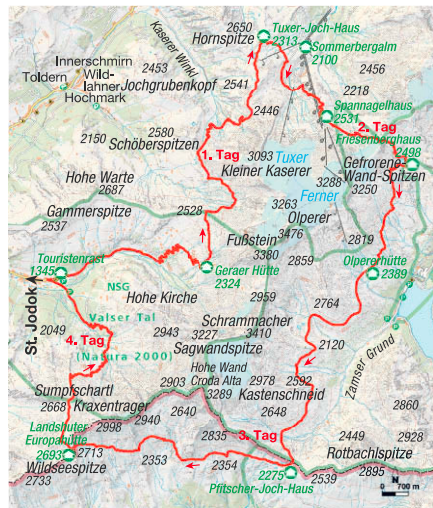 2650
Tuxer-Joch-Haus
2313
Hornspitze
Sommerbergalm
2100
Kaserer Winkl
Innerschmirn
Toldern
Wild-
lahner
Hochmark
2453
Jochgrubenkopf
2541
2456
2218
2446
Spannagelhaus
2531
2. Tag
2150
2580
Schöberspitzen
Friesenberghaus
2498
1. Tag
3093
Tuxer
Ferner
Kleiner Kaserer
Gefrorene-
Wand-Spitzen
3288
3250
Hohe Warte
2687
Gammerspitze
2537
2528
3263
Olperer
3476
Fußstein
3380
2819
2859
Touristenrast
1345
Geraer Hütte
2324
Olpererhütte
2389
NSG
Hohe Kirche
2959
2764
St. Jodok
Valser Tal
(Natura 2000)
2049
4. Tag
2943
Schrammacher
3227
3410
Sagwandspitze
2120
Zamser Grund
Hohe Wand
Croda Alta
3289
2903
2978
2592
Kastenschneid
2648
2860
Sumpfschartl
2668
Kraxentrager
2998
2940
2640
2835
3. Tag
2449
2928
Rotbachlspitze
Landshuter
Europahütte
2693
2713
2353
2354
Wildseespitze
2733
2275
Pfitscher-Joch-Haus
2539
2895
N
0 700 m